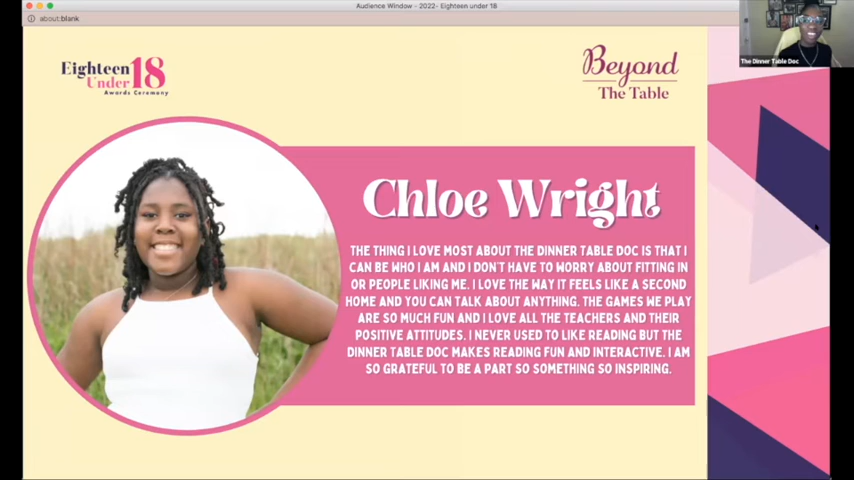 Audience Window - 2022- Eighteen under 18
about:blank
The Dinner Table Doc
Eighteen
Under 18
Awards Ceremony
Beyond
The Table
Chloe Wright
THE THING I LOVE MOST ABOUT THE DINNER TABLE DOC IS THAT I
CAN BE WHO I AM AND I DON'T HAVE TO WORRY ABOUT FITTING IN
OR PEOPLE LIKING ME. I LOVE THE WAY IT FEELS LIKE A SECOND
HOME AND YOU CAN TALK ABOUT ANYTHING. THE GAMES WE PLAY
ARE SO MUCH FUN AND I LOVE ALL THE TEACHERS AND THEIR
POSITIVE ATTITUDES. I NEVER USED TO LIKE READING BUT THE
DINNER TABLE DOC MAKES READING FUN AND INTERACTIVE. I AM
SO GRATEFUL TO BE A PART SO SOMETHING SO INSPIRING.